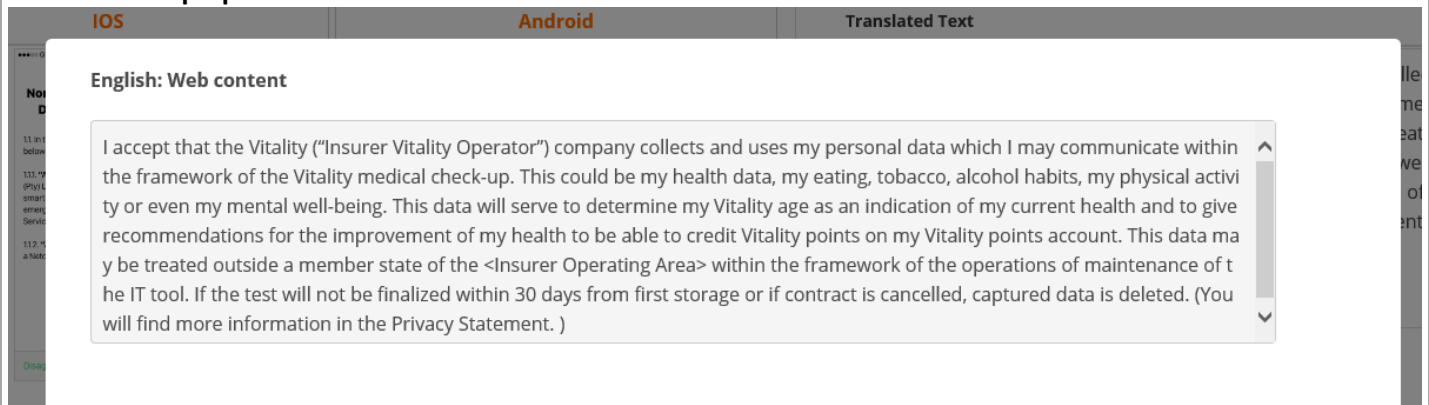 IOS
Android
Translated Text
English: Web content
I accept that the Vitality (“Insurer Vitality Operator”) company collects and uses my personal data which I may communicate within
the framework of the Vitality medical check-up. This could be my health data, my eating, tobacco, alcohol habits, my physical activi
ty or even my mental well-being. This data will serve to determine my Vitality age as an indication of my current health and to give
recommendations for the improvement of my health to be able to credit Vitality points on my Vitality points account. This data ma
y be treated outside a member state of the <Insurer Operating Area> within the framework of the operations of maintenance of t
he IT tool. If the test will not be finalized within 30 days from first storage or if contract is cancelled, captured data is deleted. (You
will find more information in the Privacy Statement. )